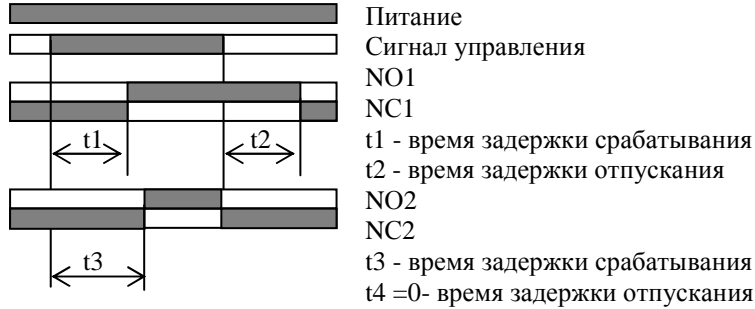 Питание
Сигнал управления
NO1
NC1
t1 t2
t1 - время задержки срабатывания
t2 - время задержки отпускания
NO2
NC2
t3
t3 - время задержки срабатывания
t4 =0- время задержки отпускания